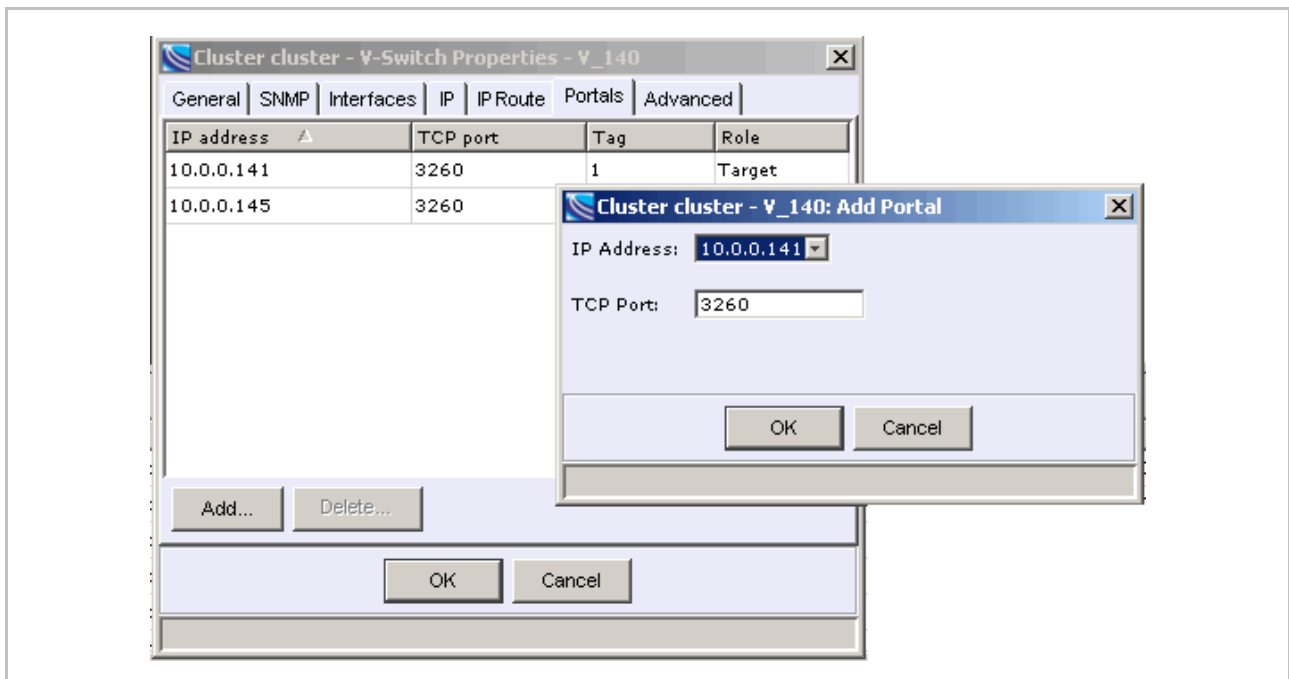 Cluster cluster - V-Switch Properties - V_140
General SNMP Interfaces IP IP Route Portals Advanced
IP address TCP port Tag Role
10.0.0.141 3260 1 Target
10.0.0.145 3260
Cluster cluster - V_140: Add Portal
IP Address: 10.0.0.141
TCP Port: 3260
OK Cancel
Add... Delete...
OK Cancel